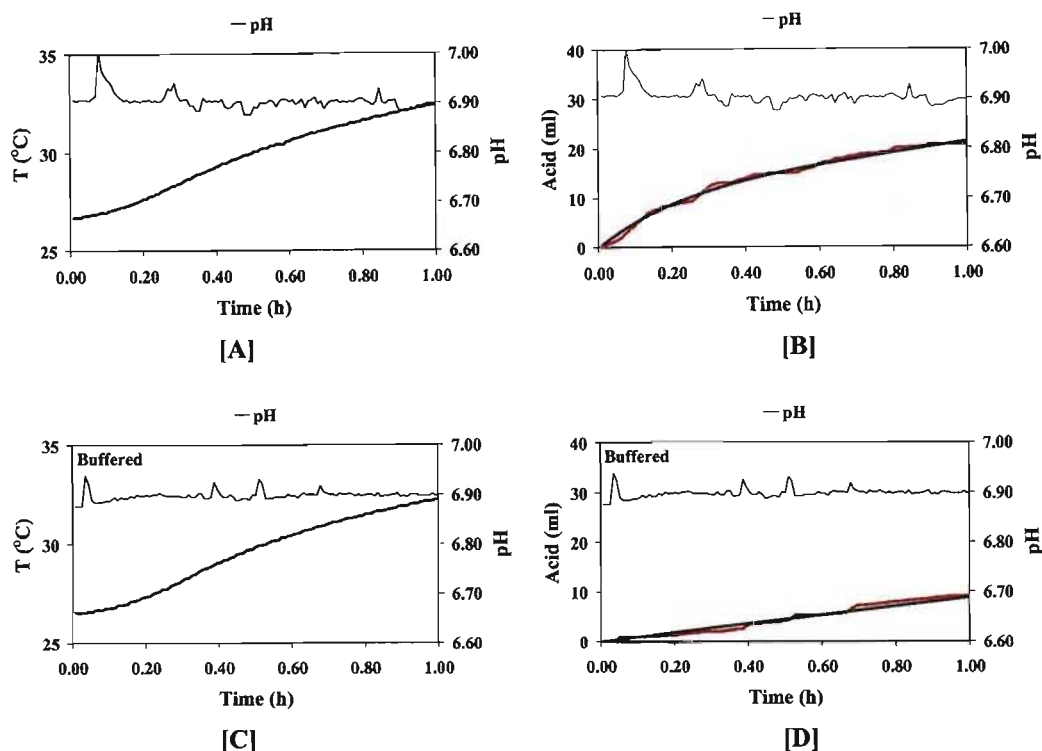 — pH
35
30
25
T (°C)
7.00
6.90
6.80
6.70
6.60
pH
0.00 0.20 0.40 0.60 0.80 1.00
Time (h)
[A]
— pH
40
30
20
10
0
Acid (ml)
7.00
6.90
6.80
6.70
6.60
pH
0.00 0.20 0.40 0.60 0.80 1.00
Time (h)
[B]
— pH
Buffered
35
30
25
T (°C)
7.00
6.90
6.80
6.70
6.60
pH
0.00 0.20 0.40 0.60 0.80 1.00
Time (h)
[C]
— pH
Buffered
40
30
20
10
0
Acid (ml)
7.00
6.90
6.80
6.70
6.60
pH
0.00 0.20 0.40 0.60 0.80 1.00
Time (h)
[D]